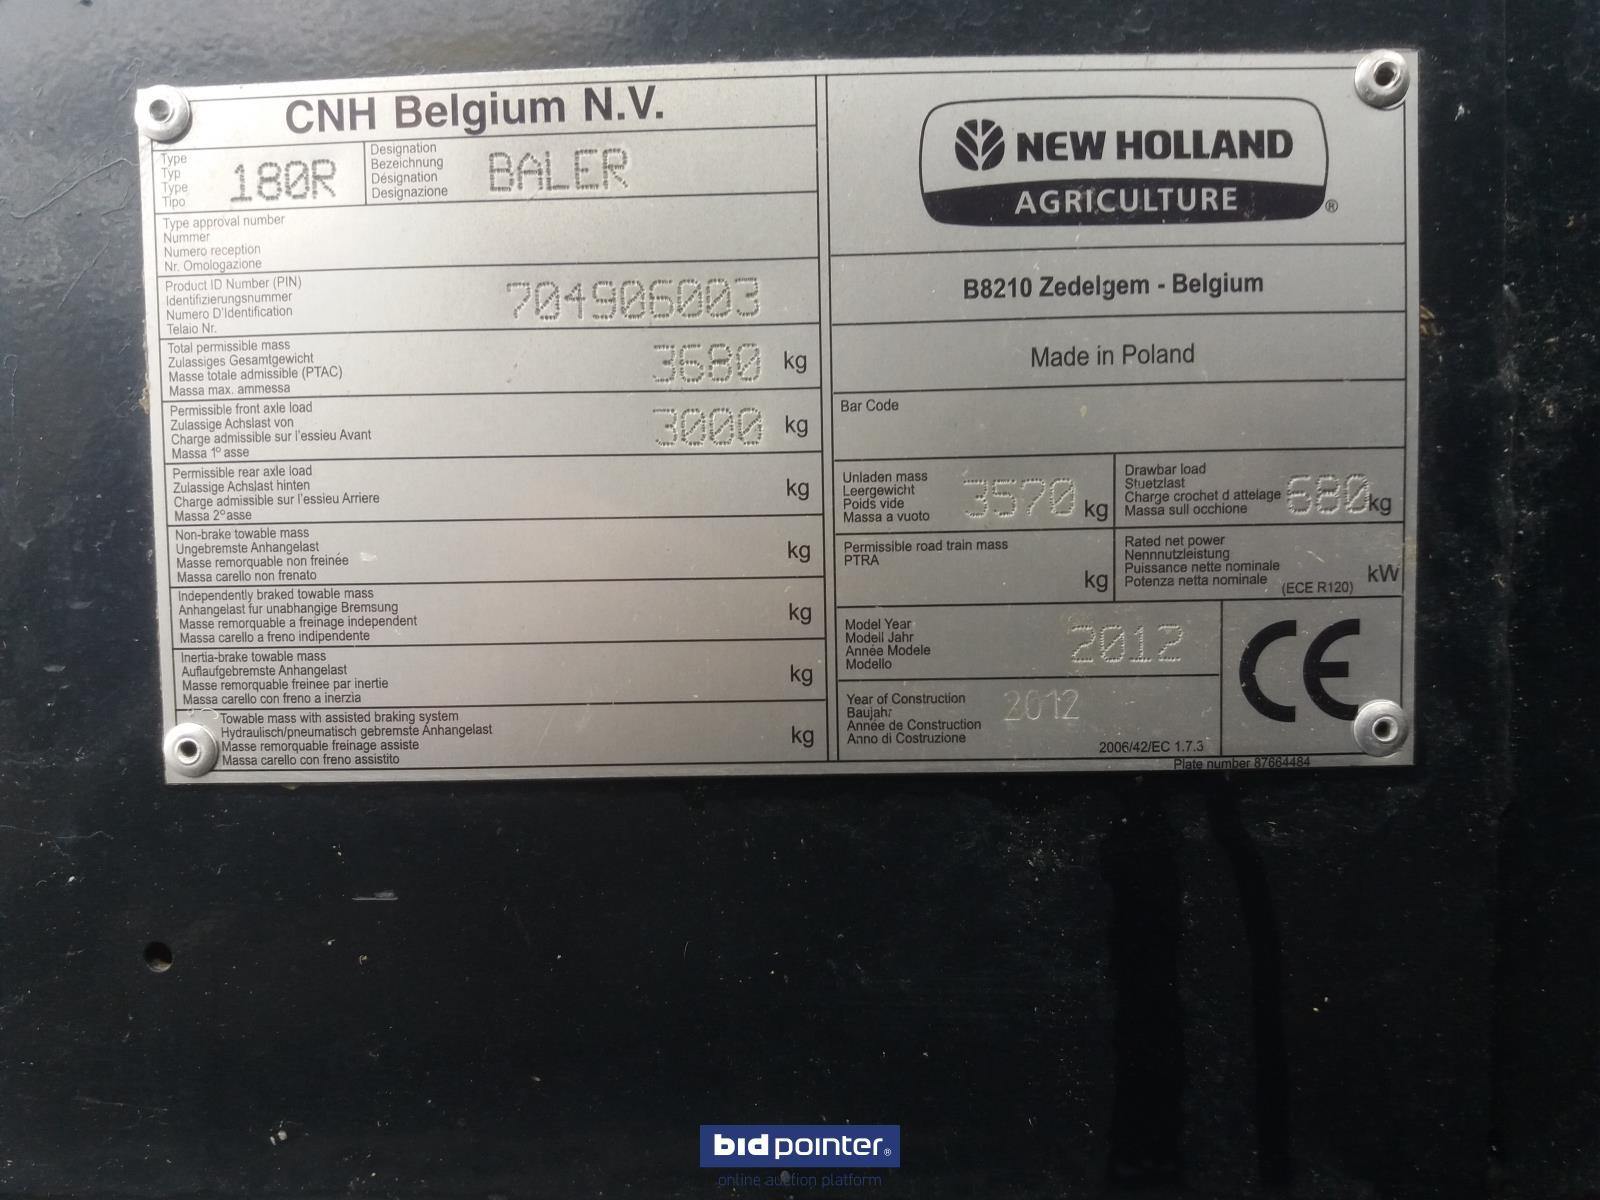 CNH Belgium N.V.
Type
Typ
Type
Tipo
180R
Designation
Bezeichnung
Désignation
Designazione
BALER
Type approval number
Nummer
Numero reception
Nr. Omologazione
Product ID Number (PIN)
Identifizierungsnummer
Numero D'Identification
Telaio Nr.
704906003
Total permissible mass
Zulassiges Gesamtgewicht
Masse totale admissible (PTAC)
Massa max. ammessa
3680 kg
Permissible front axle load
Zulassige Achslast von
Charge admissible sur l'essieu Avant
Massa 1° asse
3000 kg
Permissible rear axle load
Zulassige Achslast hinten
Charge admissible sur l'essieu Arriere
Massa 2° asse
kg
Non-brake towable mass
Ungebremste Anhangelast
Masse remorquable non freinée
Massa carello non frenato
kg
Independently braked towable mass
Anhangelast fur unabhangige Bremsung
Masse remorquable a freinage independent
Massa carello a freno indipendente
kg
Inertia-brake towable mass
Auflaufgebremste Anhangelast
Masse remorquable freinee par inertie
Massa carello con freno a inerzia
kg
Towable mass with assisted braking system
Hydraulisch/pneumatisch gebremste Anhangelast
Masse remorquable freinage assiste
Massa carello con freno assistito
kg
NEW HOLLAND
AGRICULTURE ®
B8210 Zedelgem - Belgium
Made in Poland
Bar Code
Unladen mass
Leergewicht
Poids vide
Massa a vuoto
3570 kg
Drawbar load
Stuetzlast
Charge crochet d attelage
Massa sull occhione
680 kg
Permissible road train mass
PTRA
kg
Rated net power
Nennnutzleistung
Puissance nette nominale
Potenza netta nominale
(ECE R120)
kW
Model Year
Modell Jahr
Année Modele
Modello
2012
Year of Construction
Baujahr
Année de Construction
Anno di Costruzione
2012
2006/42/EC 1.7.3
CE
Plate number 87664484
bidpointer®
online auction platform